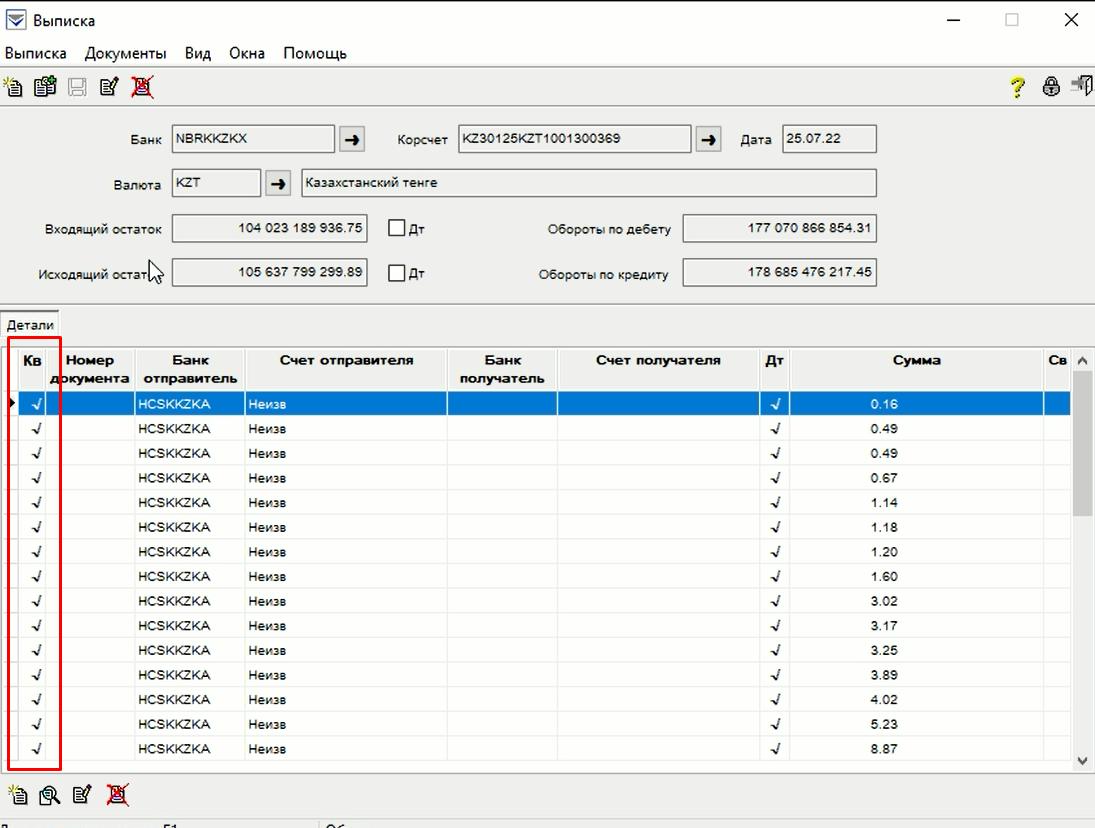 Выписка
Выписка Документы Вид Окна Помощь
Банк NBRKKZKX Корсчет KZ30125KZT1001300369 Дата 25.07.22
Валюта KZT Казахстанский тенге
Входящий остаток 104 023 189 936.75 Дт Обороты по дебету 177 070 866 854.31
Исходящий 105 637 799 299.89 Дт Обороты по кредиту 178 685 476 217.45
Детали
Кв Номер документа Банк отправитель Счет отправителя Банк получатель Счет получателя Дт Сумма Св
HCSKKZKA Неизв 0.16
HCSKKZKA Неизв 0.49
HCSKKZKA Неизв 0.49
HCSKKZKA Неизв 0.67
HCSKKZKA Неизв 1.14
HCSKKZKA Неизв 1.18
HCSKKZKA Неизв 1.20
HCSKKZKA Неизв 1.60
HCSKKZKA Неизв 3.02
HCSKKZKA Неизв 3.17
HCSKKZKA Неизв 3.25
HCSKKZKA Неизв 3.89
HCSKKZKA Неизв 4.02
HCSKKZKA Неизв 5.23
HCSKKZKA Неизв 8.87